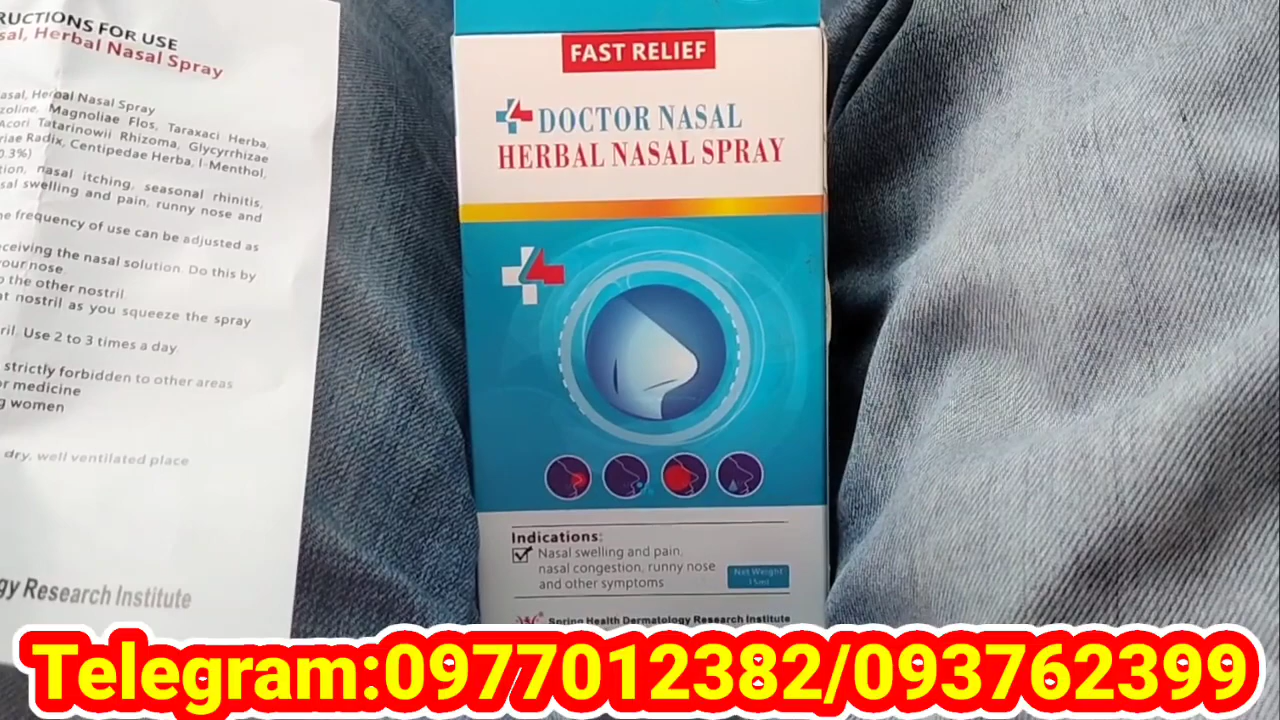 RUCTIONS FOR USE
sal, Herbal Nasal Spray
asal, Herbal Nasal Spray
zoline, Magnoliae Flos, Taraxaci Herba,
Acori Tatarinowii Rhizoma, Glycyrrhizae
riae Radix, Centipedae Herba, l-Menthol,
0.3%)
tion, nasal itching, seasonal rhinitis,
sal swelling and pain, runny nose and
he frequency of use can be adjusted as
eceiving the nasal solution. Do this by
your nose
o the other nostril.
at nostril as you squeeze the spray
ril. Use 2 to 3 times a day.
strictly forbidden to other areas
or medicine
g women
dry, well ventilated place
gy Research Institute
FAST RELIEF
DOCTOR NASAL
HERBAL NASAL SPRAY
Indications:
Nasal swelling and pain,
nasal congestion, runny nose
and other symptoms
Net Weight
15ml
Spring Health Dermatology Research Institute
Telegram:0977012382/093762399